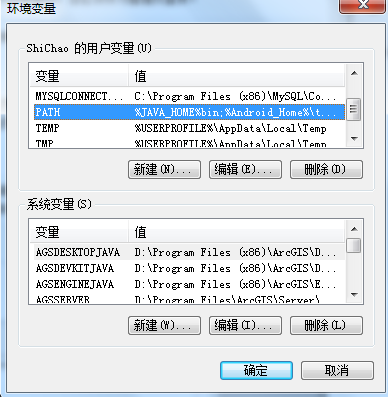 环境变量
ShiChao 的用户变量(U)
变量 值
MYSQLCONNECT... C:\Program Files (x86)\MySQL\Co...
PATH %JAVA_HOME%bin;%Android_Home%\t...
TEMP %USERPROFILE%\AppData\Local\Temp
TMP %USERPROFILE%\AppData\Local\Temp
新建(N)... 编辑(E)... 删除(D)
系统变量(S)
变量 值
AGSDESKTOPJAVA D:\Program Files (x86)\ArcGIS\D...
AGSDEVKITJAVA D:\Program Files (x86)\ArcGIS\D...
AGSENGINEJAVA D:\Program Files (x86)\ArcGIS\E...
AGSSERVER D:\Program Files\ArcGIS\Server\
新建(W)... 编辑(I)... 删除(L)
确定 取消